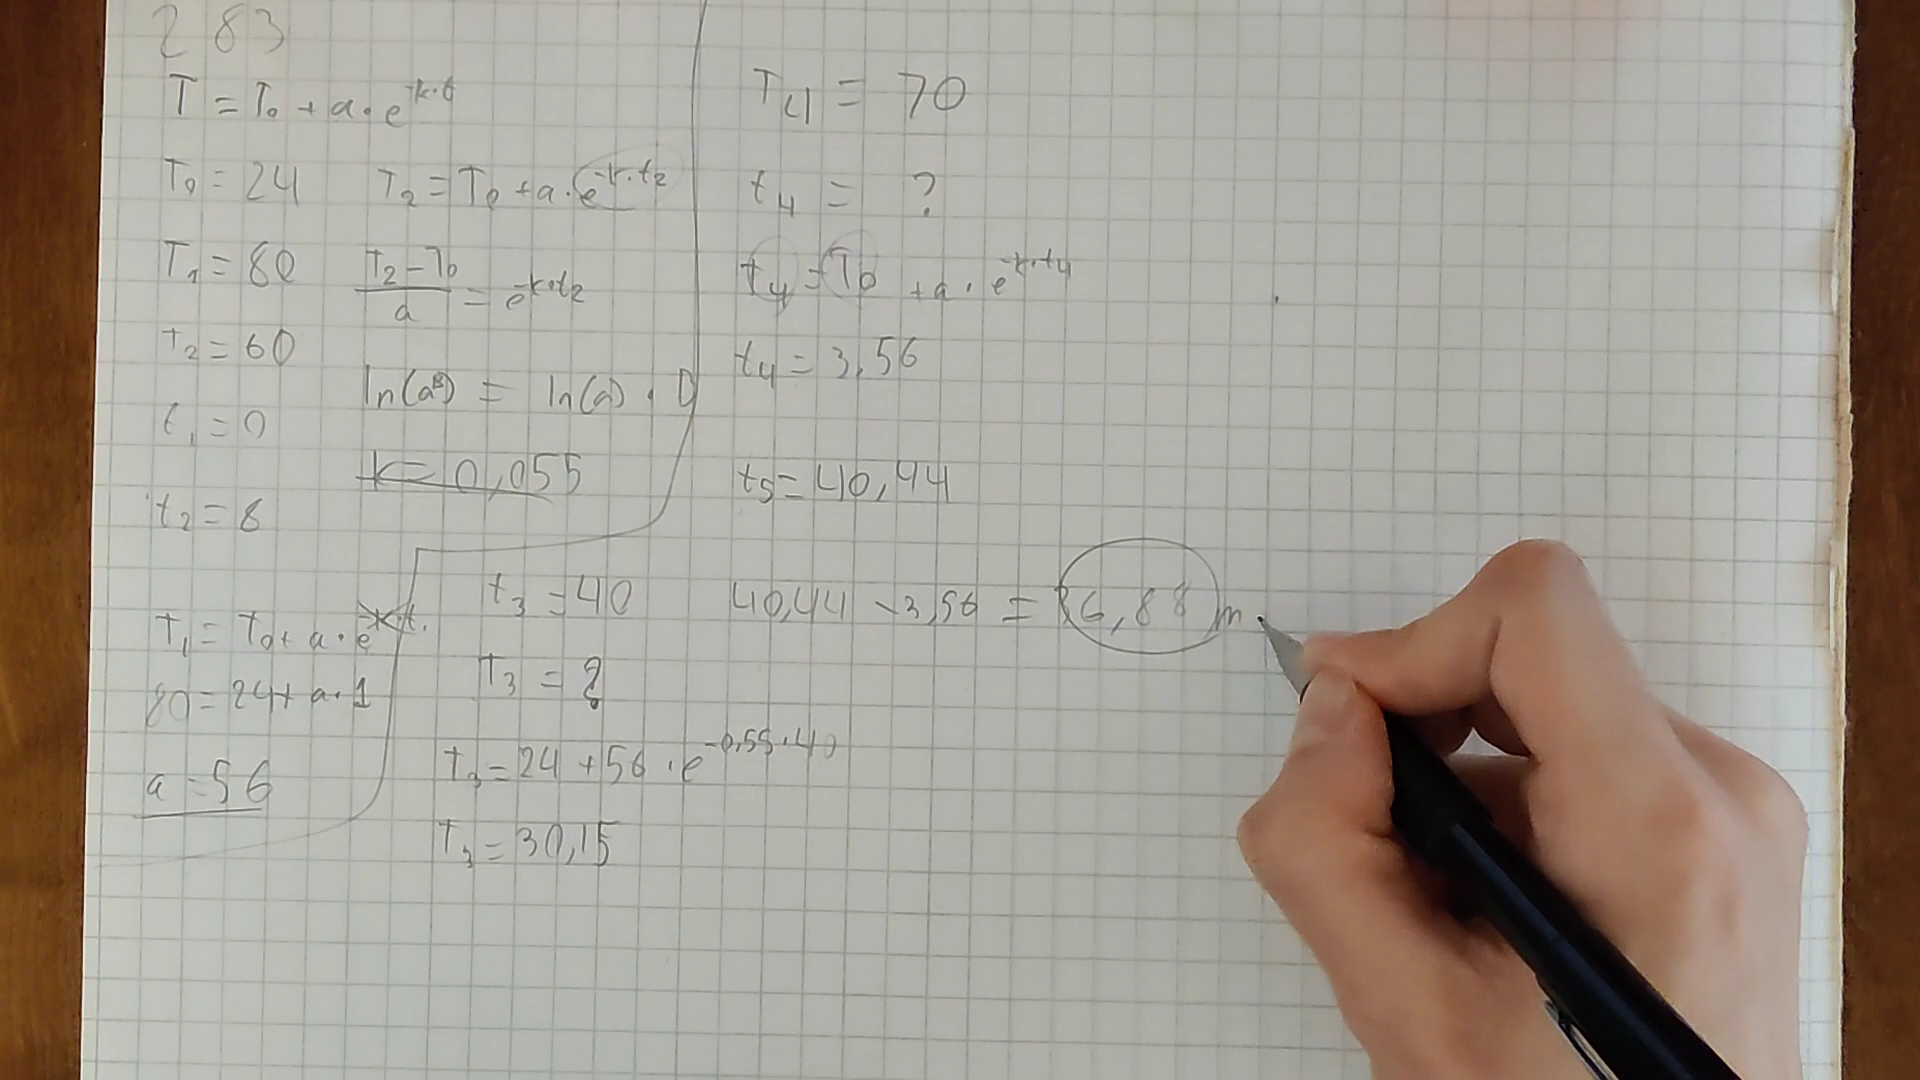 283
T = T₀ + a · e^-k·t
T₀ = 24
T₁ = 80
T₂ = 60
t₁ = 0
t₂ = 8
T₁ = T₀ + a · e
80 = 24 + a · 1
a = 56
T₂ = T₀ + a · e^-k·t₂
T₂ - T₀ / a = e^-k·t₂
ln(aᴮ) = ln(a) ·
k = 0,055
t₃ = 40
T₃ = ?
T₃ = 24 + 56 · e^-0,55·40
T₃ = 30,15
T₄ = 70
t₄ = ?
t₄ = T₀ + a · e^-k·t₄
t₄ = 3,56
t₅ = 40,44
40,44 - 3,56 = 36,88 m